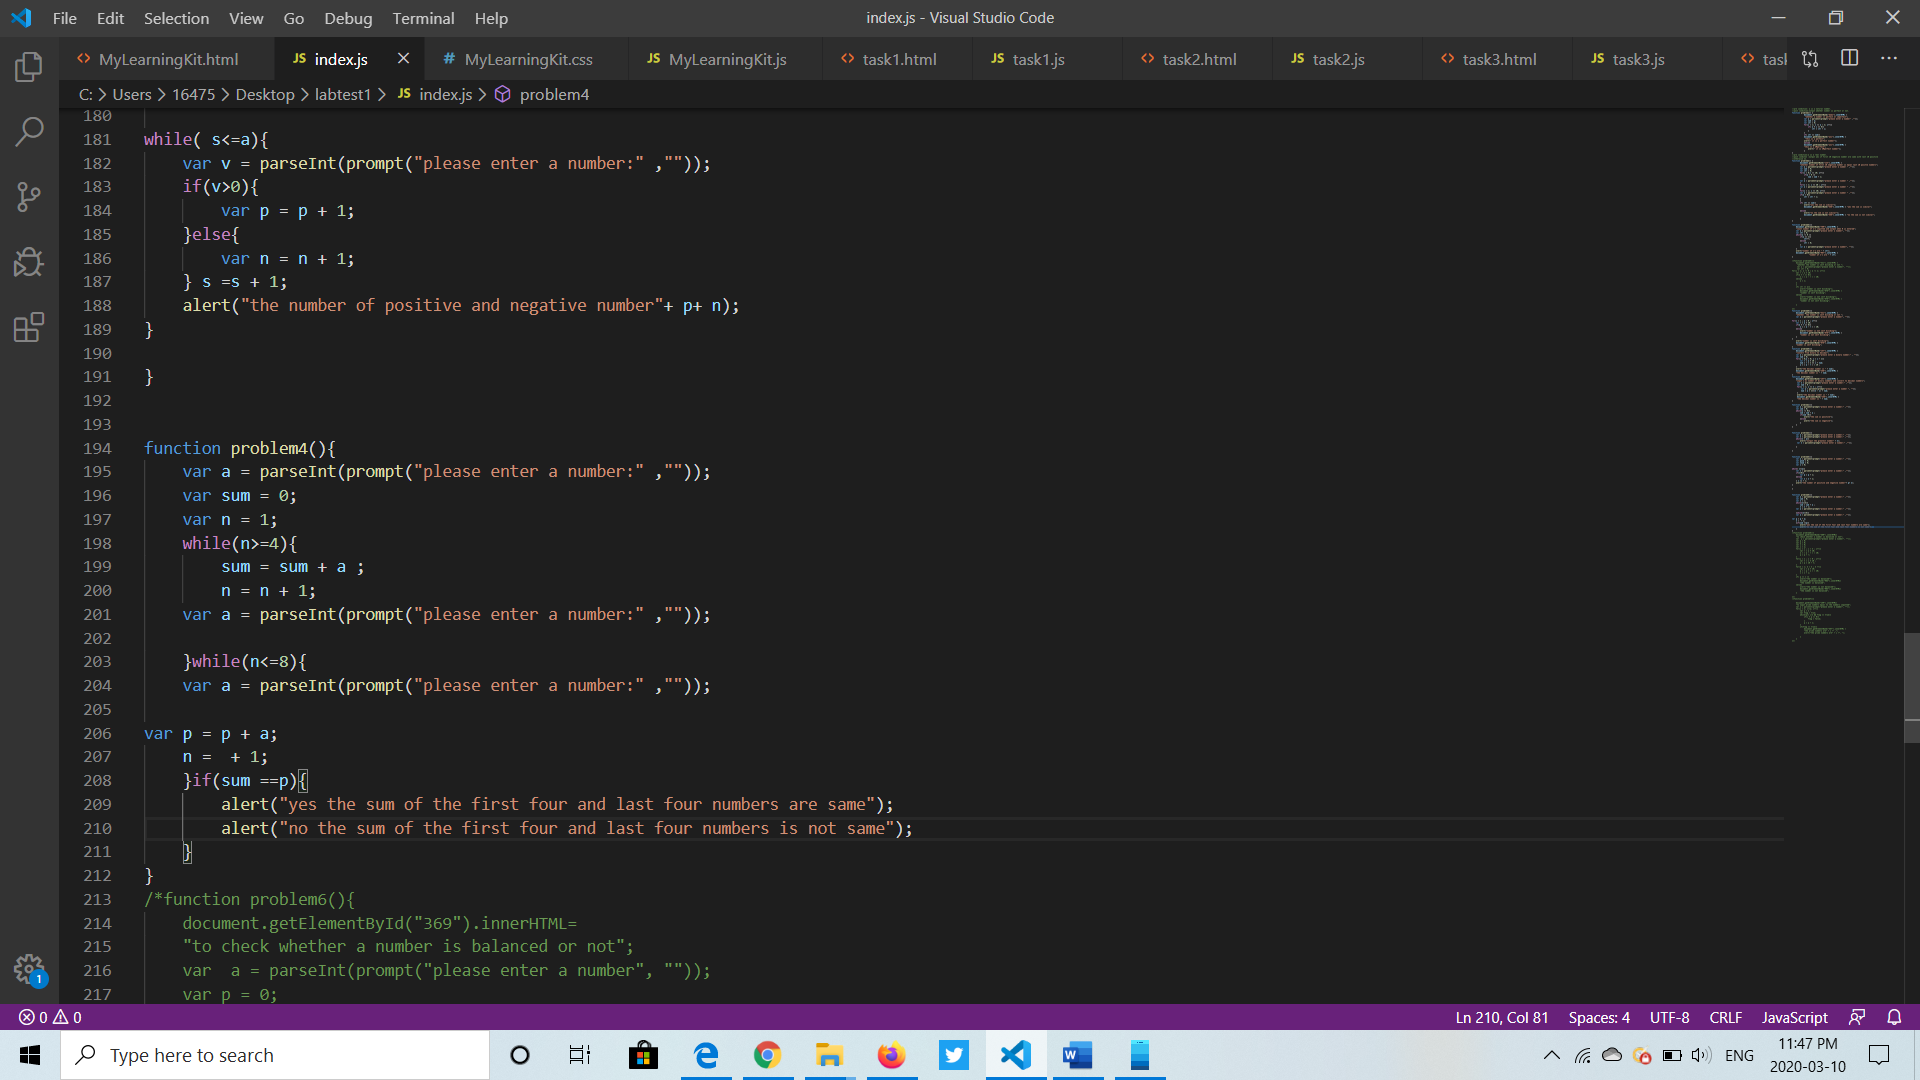 File Edit Selection View Go Debug Terminal Help
index.js - Visual Studio Code
<> MyLearningKit.html JS index.js # MyLearningKit.css JS MyLearningKit.js <> task1.html JS task1.js <> task2.html JS task2.js <> task3.html JS task3.js <> task
C: > Users > 16475 > Desktop > labtest1 > JS index.js > problem4
180
181 while( s<=a){
182     var v = parseInt(prompt("please enter a number:" ,""));
183     if(v>0){
184         var p = p + 1;
185     }else{
186         var n = n + 1;
187     } s =s + 1;
188     alert("the number of positive and negative number"+ p+ n);
189 }
190
191 }
192
193
194 function problem4(){
195     var a = parseInt(prompt("please enter a number:" ,""));
196     var sum = 0;
197     var n = 1;
198     while(n>=4){
199         sum = sum + a ;
200         n = n + 1;
201     var a = parseInt(prompt("please enter a number:" ,""));
202
203     }while(n<=8){
204     var a = parseInt(prompt("please enter a number:" ,""));
205
206 var p = p + a;
207     n =  + 1;
208     }if(sum ==p){
209         alert("yes the sum of the first four and last four numbers are same");
210         alert("no the sum of the first four and last four numbers is not same");
211     }
212 }
213 /*function problem6(){
214     document.getElementById("369").innerHTML=
215     "to check whether a number is balanced or not";
216     var  a = parseInt(prompt("please enter a number", ""));
217     var p = 0;
1
0 0 Ln 210, Col 81 Spaces: 4 UTF-8 CRLF JavaScript
Type here to search
ENG
11:47 PM
2020-03-10